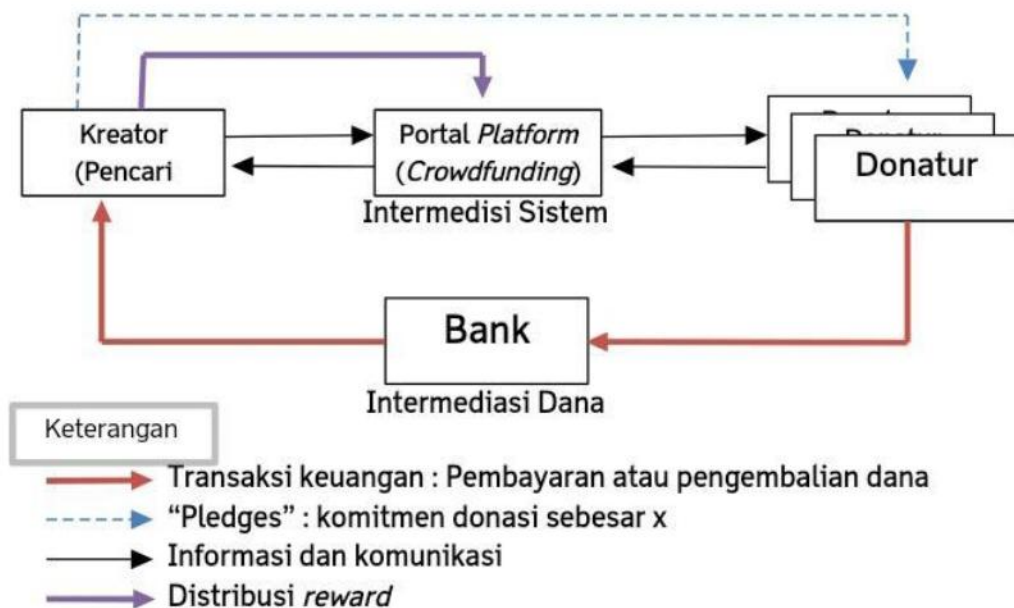 Kreator
(Pencari
Portal Platform
(Crowdfunding)
Intermedisi Sistem
Donatur
Bank
Intermediasi Dana
Keterangan
Transaksi keuangan : Pembayaran atau pengembalian dana
“Pledges” : komitmen donasi sebesar x
Informasi dan komunikasi
Distribusi reward